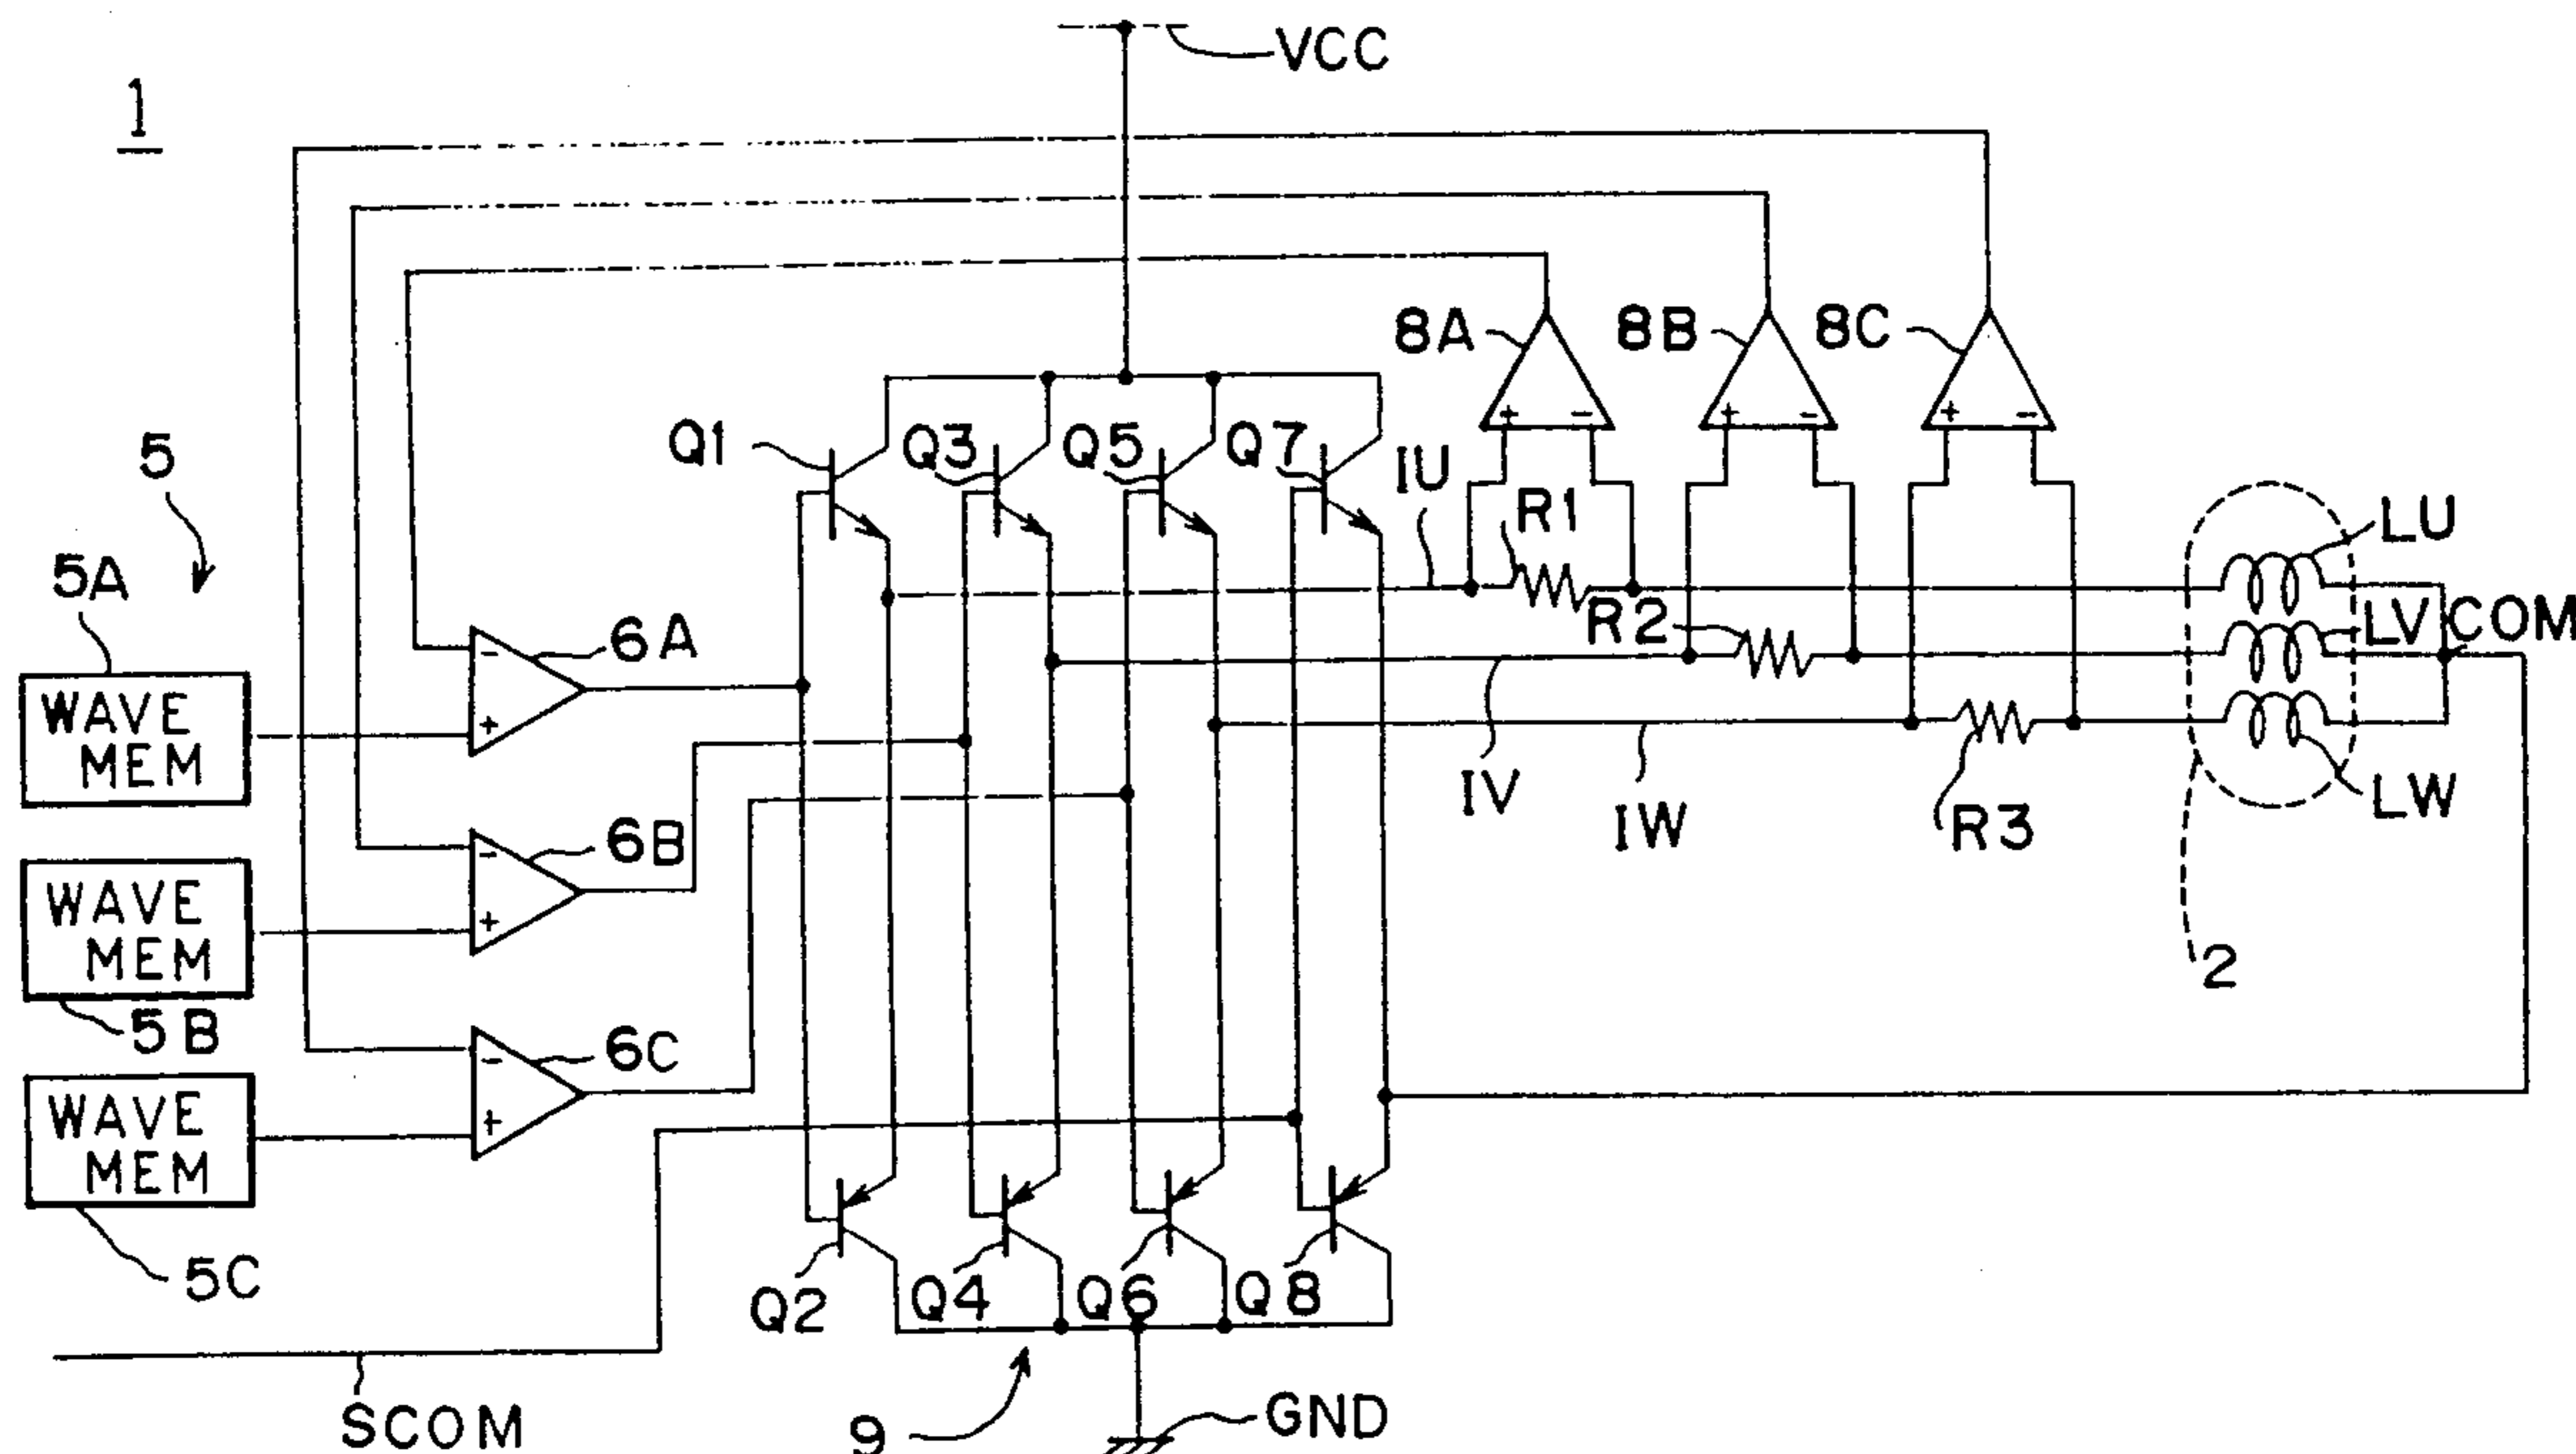 VCC
1
8A
8B
8C
Q1
Q3
Q5
Q7
IU
R1
5
LU
5A
6A
R2
LV
COM
WAVE
MEM
+
-
IV
IW
R3
LW
6B
WAVE
MEM
2
5B
6C
WAVE
MEM
5C
Q2
Q4
Q6
Q8
SCOM
9
GND